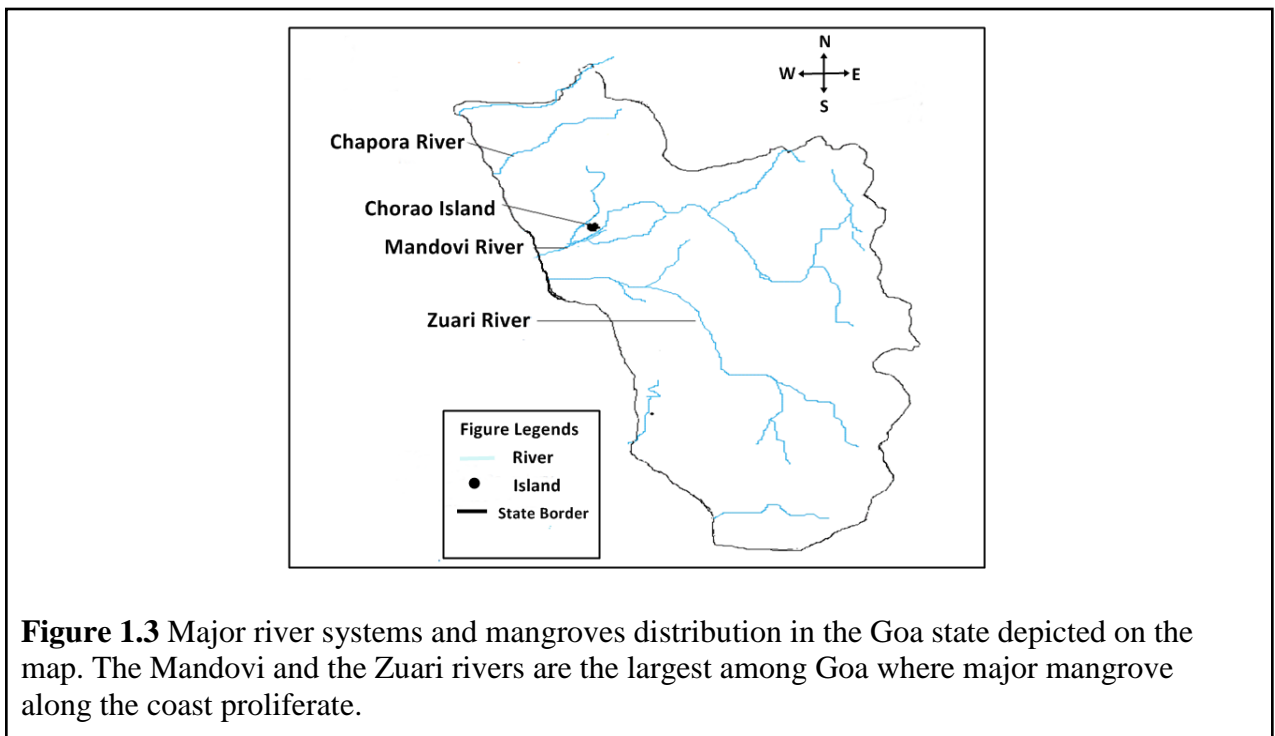 N
W E
S
Chapora River
Chorao Island
Mandovi River
Zuari River
Figure Legends
River
Island
State Border
Figure 1.3 Major river systems and mangroves distribution in the Goa state depicted on the
map. The Mandovi and the Zuari rivers are the largest among Goa where major mangrove
along the coast proliferate.